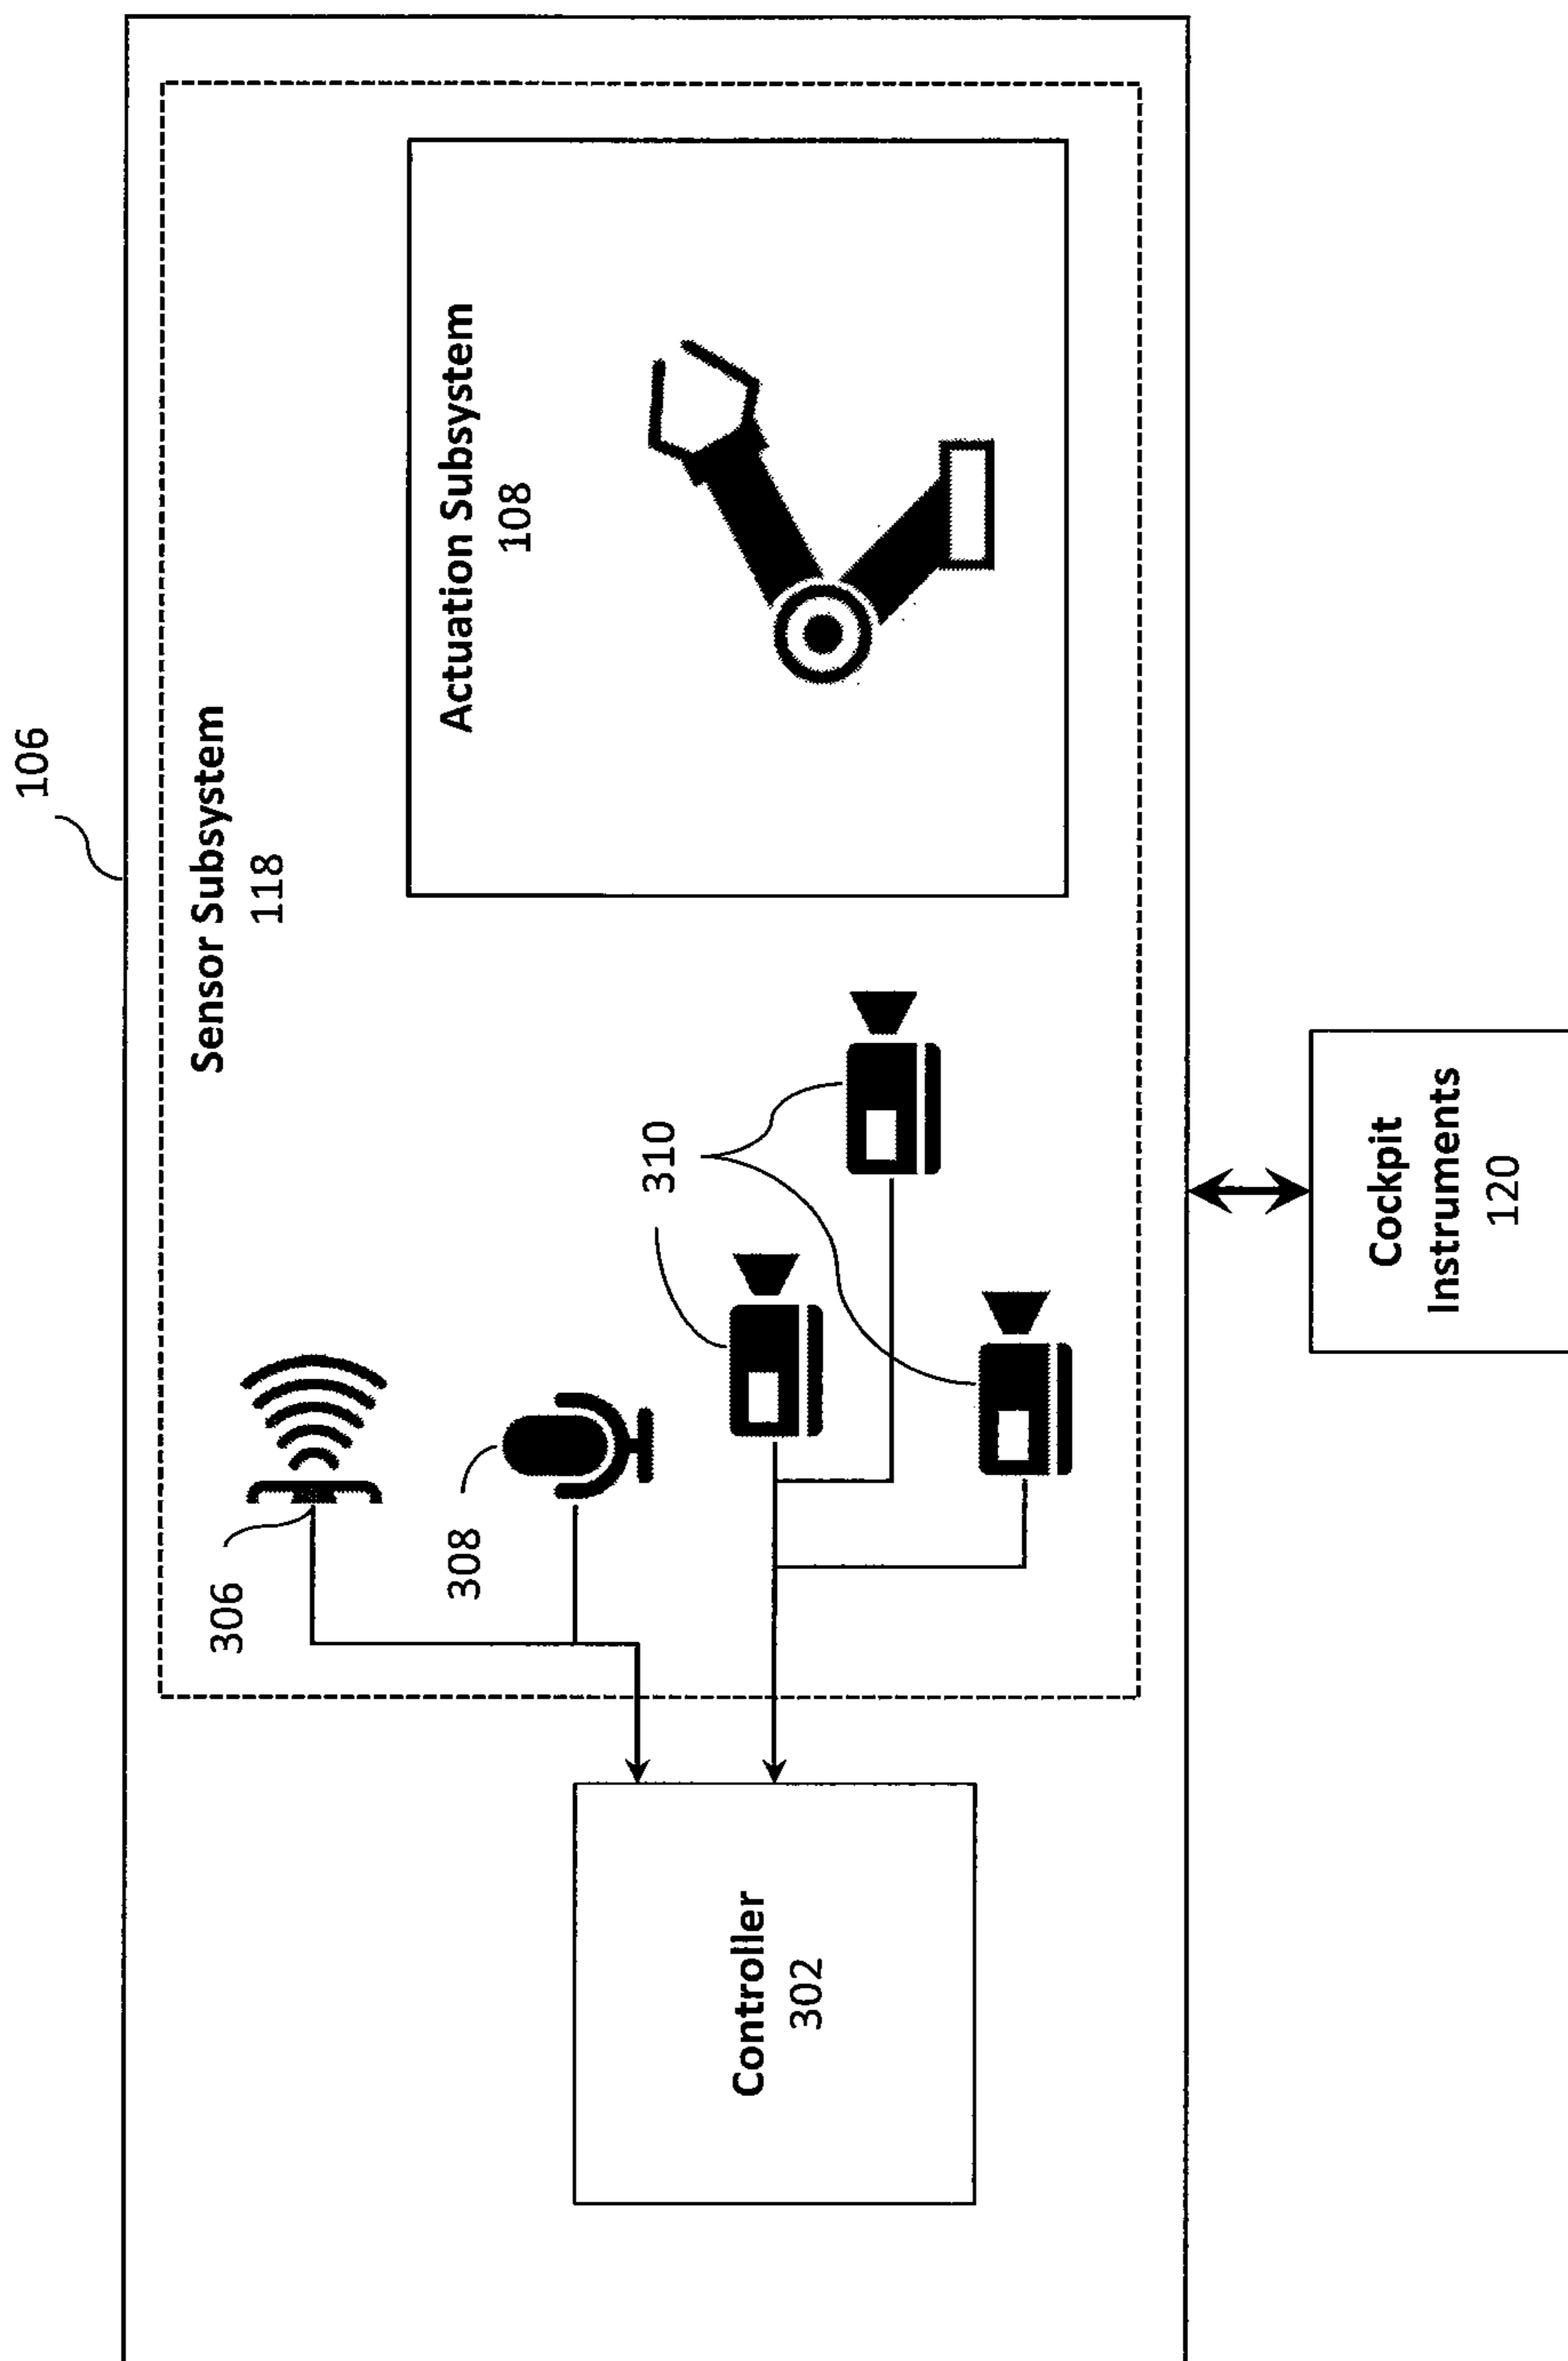 106
Sensor Subsystem
118
Actuation Subsystem
108
306
308
310
Controller
302
Cockpit
Instruments
120